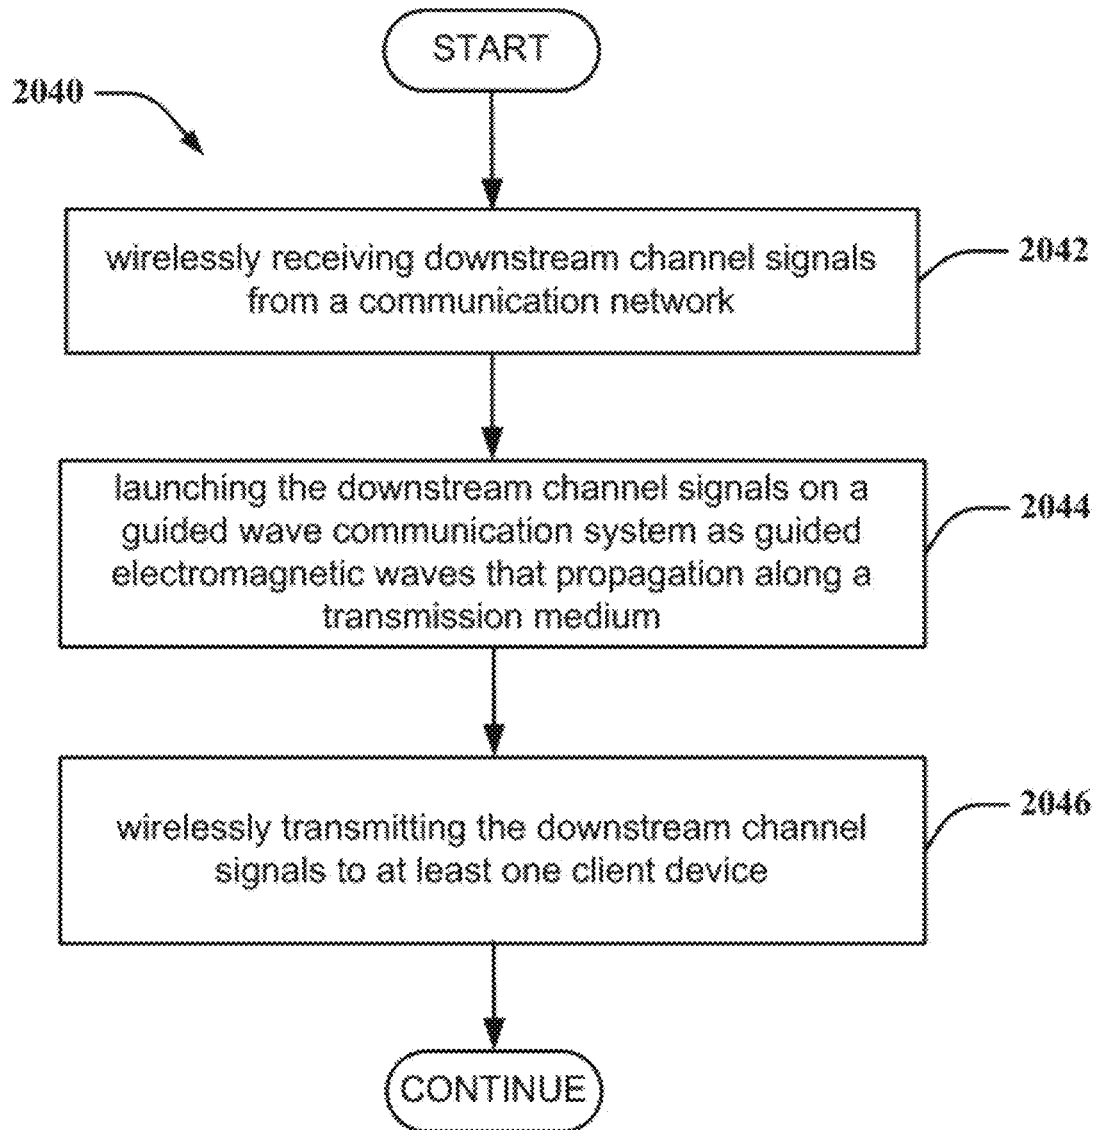 START
2040
wirelessly receiving downstream channel signals
from a communication network
2042
launching the downstream channel signals on a
guided wave communication system as guided
electromagnetic waves that propagation along a
transmission medium
2044
wirelessly transmitting the downstream channel
signals to at least one client device
2046
CONTINUE